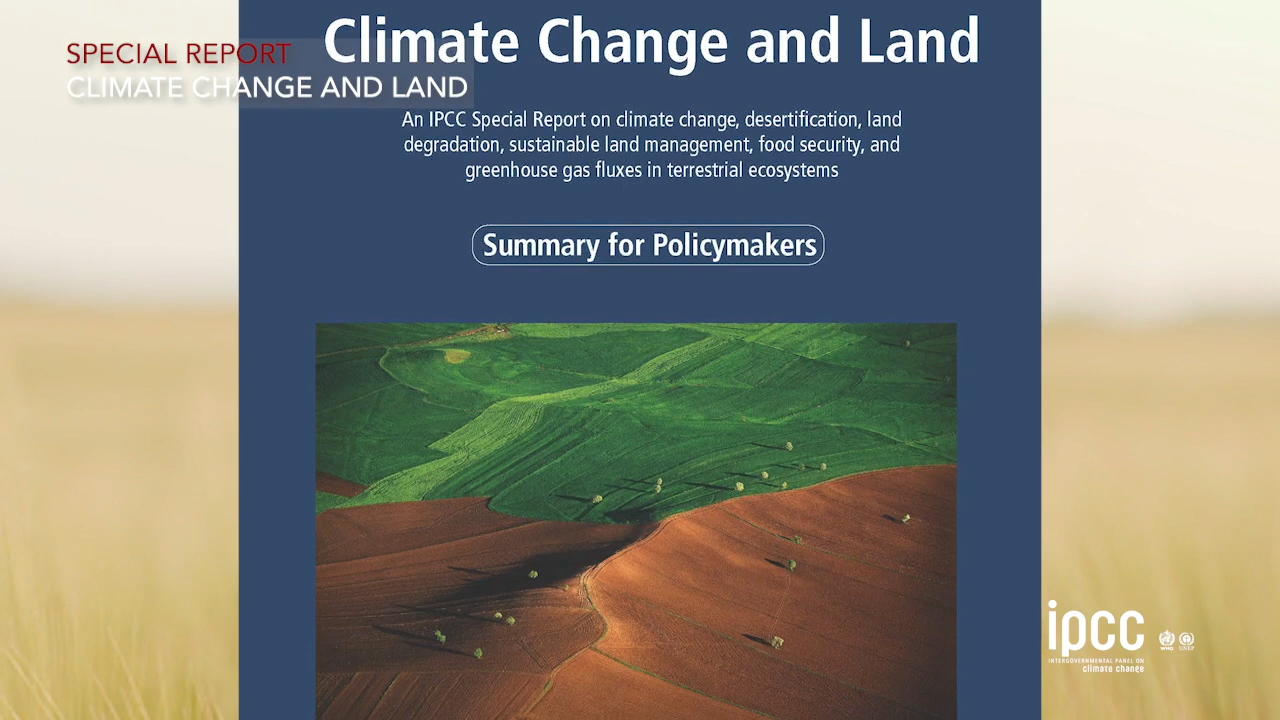 SPECIAL REPORT
CLIMATE CHANGE AND LAND
Climate Change and Land
An IPCC Special Report on climate change, desertification, land
degradation, sustainable land management, food security, and
greenhouse gas fluxes in terrestrial ecosystems
Summary for Policymakers
ipcc
INTERGOVERNMENTAL PANEL ON
climate change
WMO
UNEP